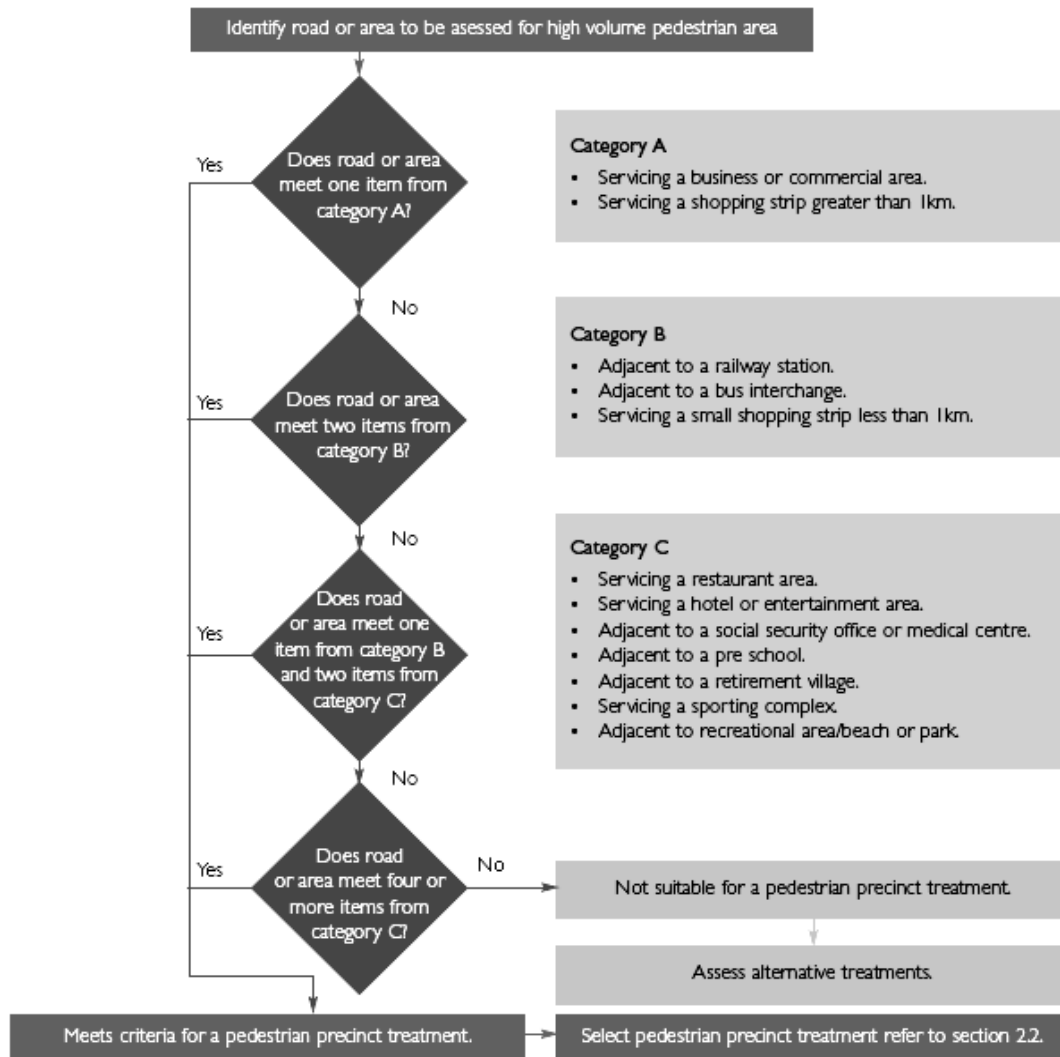 Identify road or area to be asessed for high volume pedestrian area
Yes
Does road or area
meet one item from
category A?
No
Category A
• Servicing a business or commercial area.
• Servicing a shopping strip greater than 1km.
Yes
Does road or area
meet two items from
category B?
No
Category B
• Adjacent to a railway station.
• Adjacent to a bus interchange.
• Servicing a small shopping strip less than 1km.
Yes
Does road
or area meet one
item from category B
and two items from
category C?
No
Category C
• Servicing a restaurant area.
• Servicing a hotel or entertainment area.
• Adjacent to a social security office or medical centre.
• Adjacent to a pre school.
• Adjacent to a retirement village.
• Servicing a sporting complex.
• Adjacent to recreational area/beach or park.
Yes
Does road
or area meet four or
more items from
category C?
No
Not suitable for a pedestrian precinct treatment.
Assess alternative treatments.
Meets criteria for a pedestrian precinct treatment.
Select pedestrian precinct treatment refer to section 2.2.